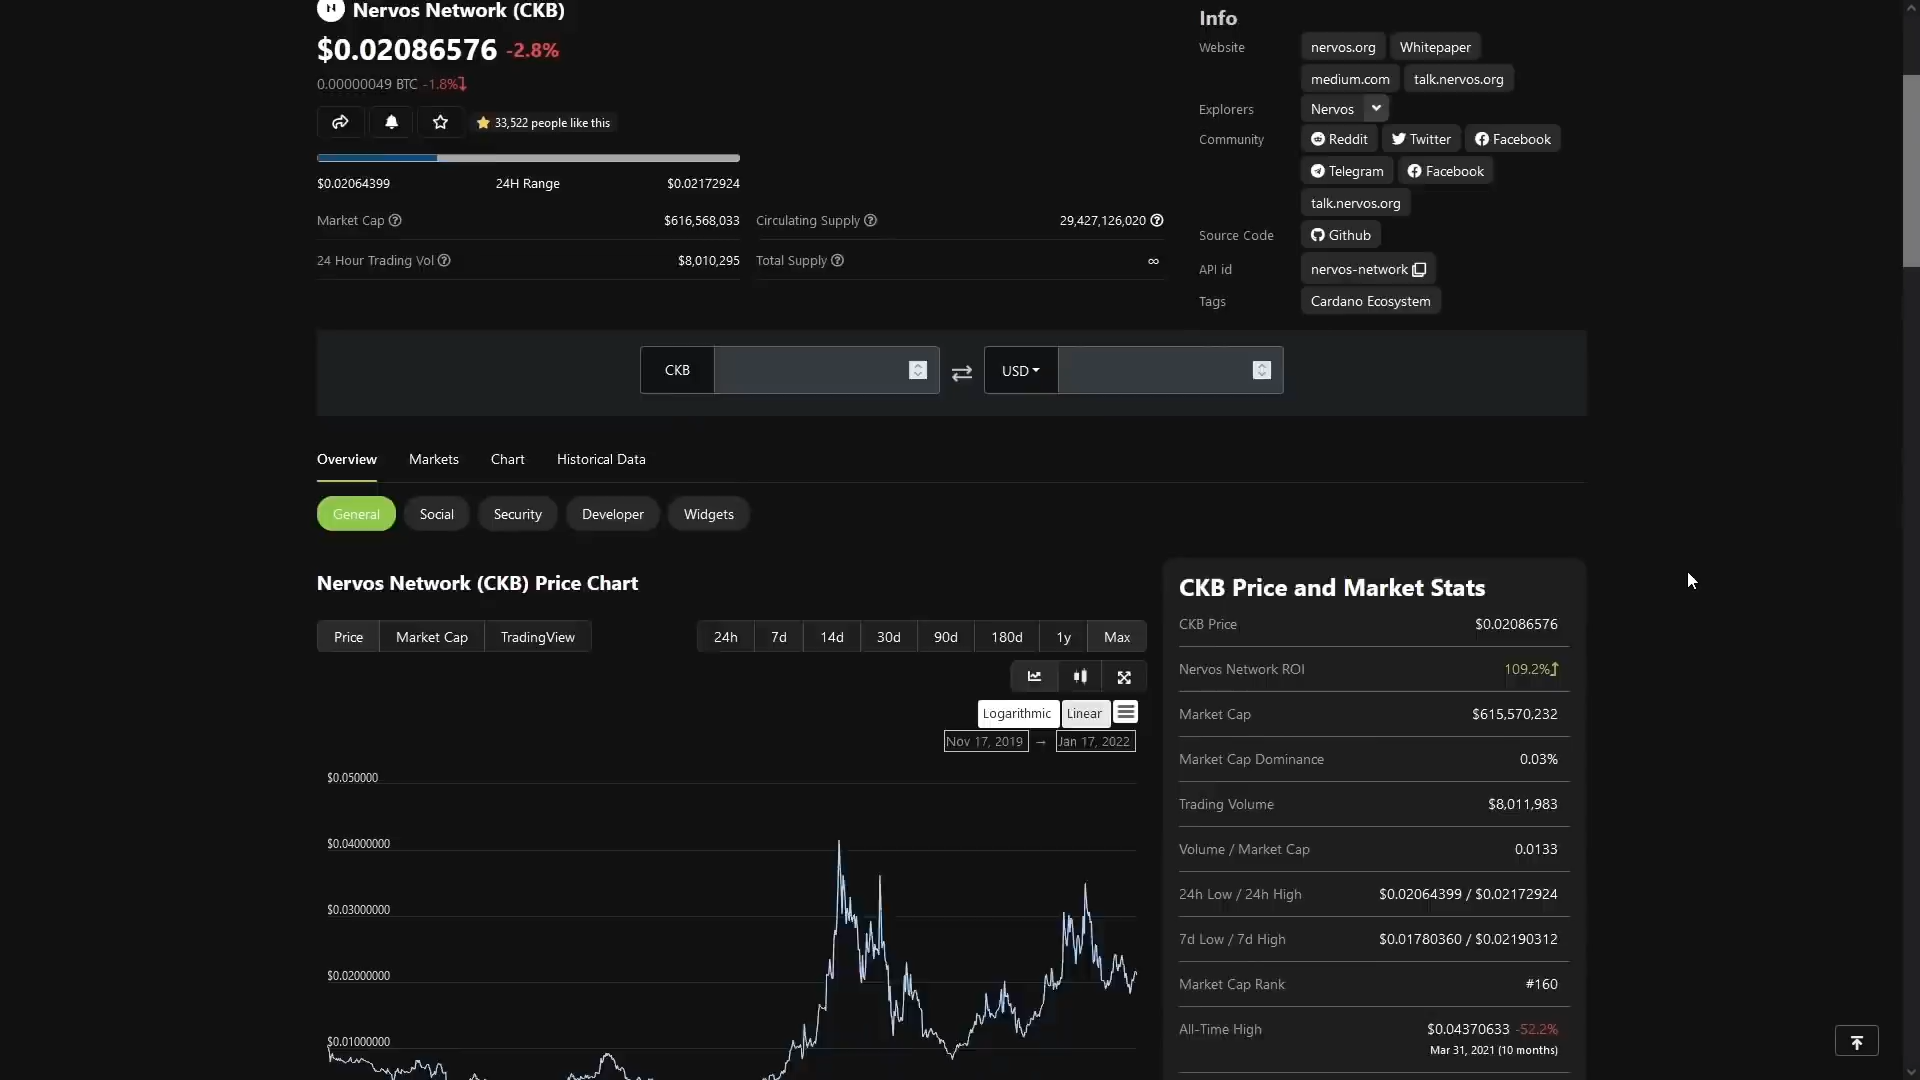 Nervos Network (CKB)
$0.02086576 -2.8%
0.00000049 BTC -1.8%
33,522 people like this
$0.02064399 24H Range $0.02172924
Market Cap $616,568,033
Circulating Supply 29,427,126,020
24 Hour Trading Vol $8,010,295
Total Supply ∞
Info
Website nervos.org Whitepaper
medium.com talk.nervos.org
Explorers Nervos
Community Reddit Twitter Facebook
Telegram Facebook
talk.nervos.org
Source Code Github
API id nervos-network
Tags Cardano Ecosystem
CKB USD
Overview Markets Chart Historical Data
General Social Security Developer Widgets
Nervos Network (CKB) Price Chart
Price Market Cap TradingView 24h 7d 14d 30d 90d 180d 1y Max
Logarithmic Linear
Nov 17, 2019 → Jan 17, 2022
$0.050000
$0.04000000
$0.03000000
$0.02000000
$0.01000000
CKB Price and Market Stats
CKB Price $0.02086576
Nervos Network ROI 109.2%
Market Cap $615,570,232
Market Cap Dominance 0.03%
Trading Volume $8,011,983
Volume / Market Cap 0.0133
24h Low / 24h High $0.02064399 / $0.02172924
7d Low / 7d High $0.01780360 / $0.02190312
Market Cap Rank #160
All-Time High $0.04370633 -52.2%
Mar 31, 2021 (10 months)